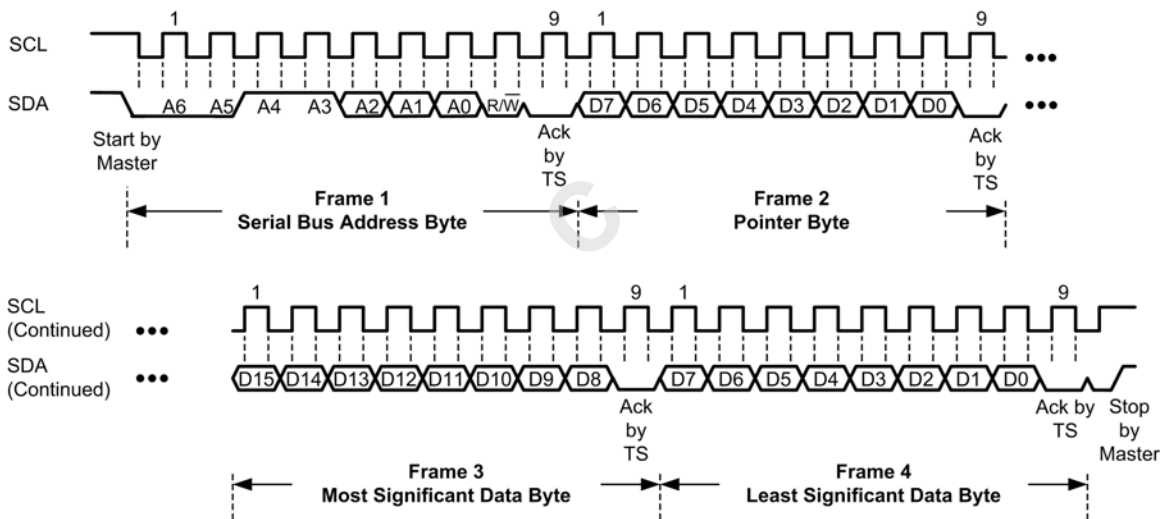 1 9 1 9
SCL
SDA A6 A5 A4 A3 A2 A1 A0 R/W D7 D6 D5 D4 D3 D2 D1 D0
Start by
Master
Ack
by
TS
Ack
by
TS
Frame 1
Serial Bus Address Byte
Frame 2
Pointer Byte
1 9 1 9
SCL
(Continued)
SDA
(Continued)
D15 D14 D13 D12 D11 D10 D9 D8 D7 D6 D5 D4 D3 D2 D1 D0
Ack
by
TS
Ack by
TS
Stop
by
Master
Frame 3
Most Significant Data Byte
Frame 4
Least Significant Data Byte